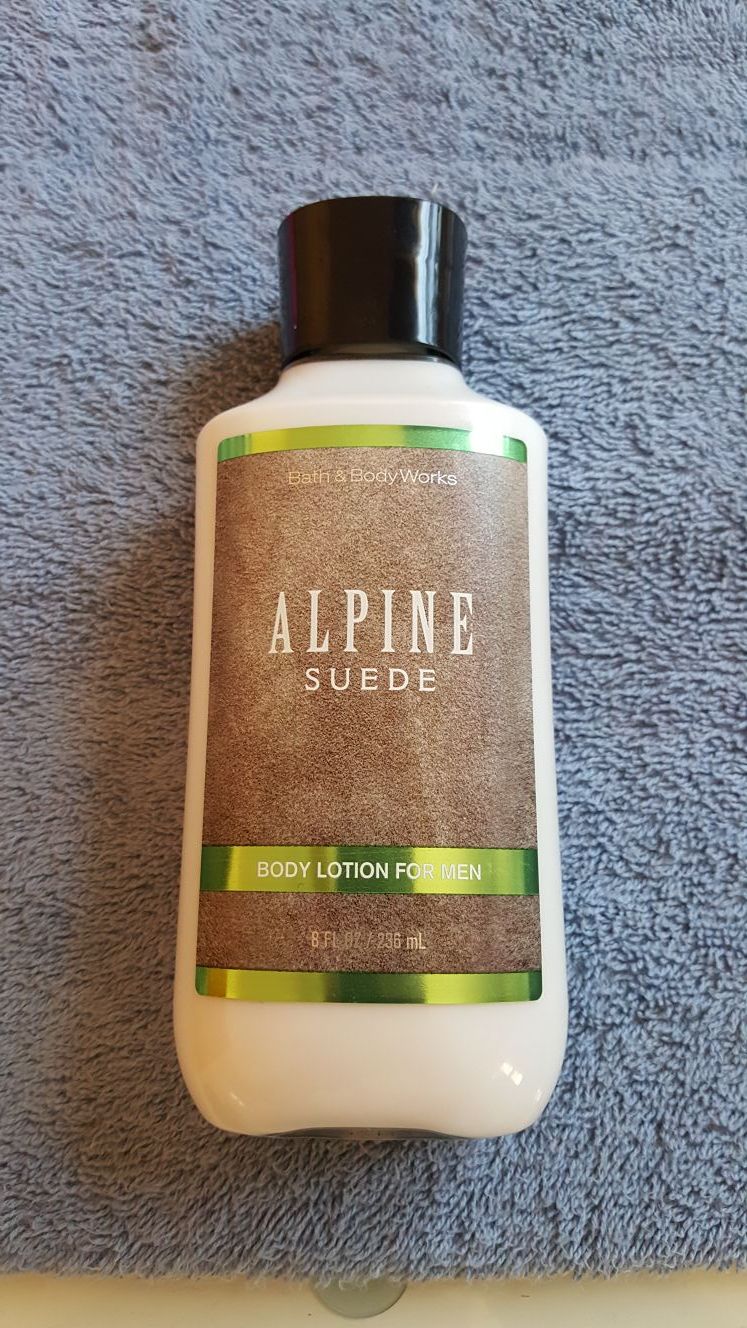 Bath & BodyWorks
ALPINE
SUEDE
BODY LOTION FOR MEN
8 FL OZ / 236 mL